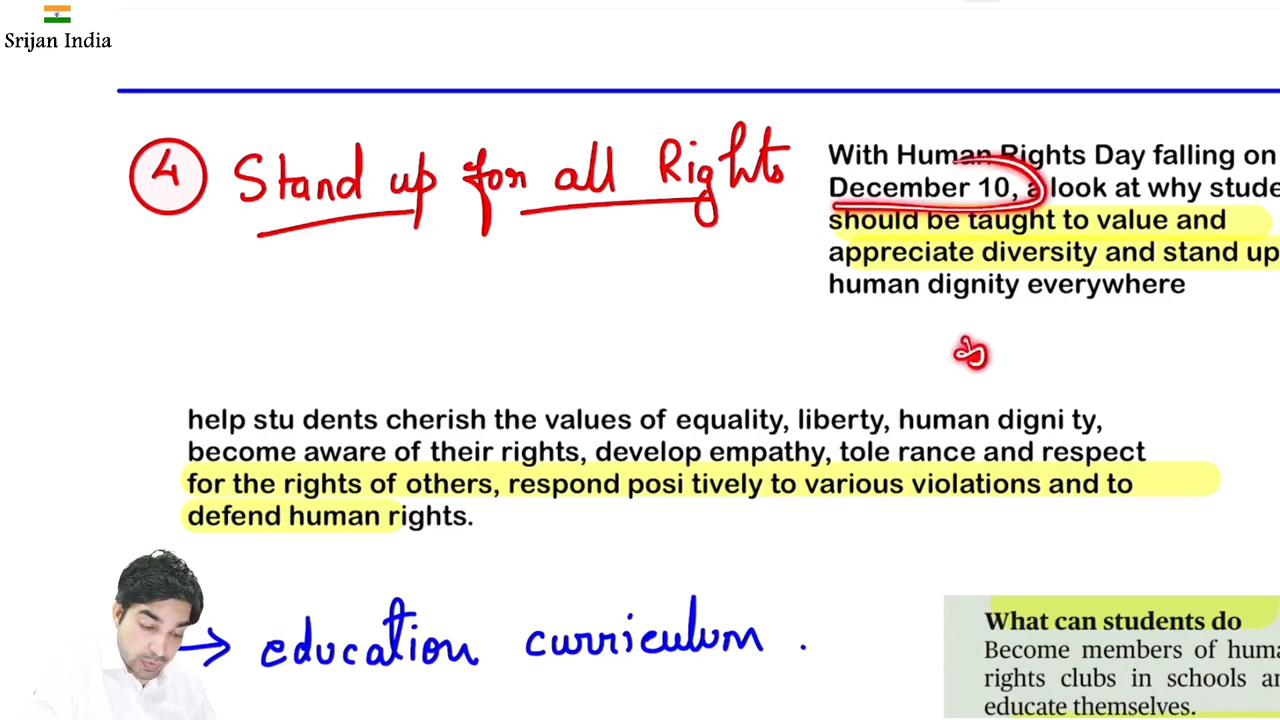 Srijan India
4 Stand up for all Rights
With Human Rights Day falling on
December 10, a look at why stude
should be taught to value and
appreciate diversity and stand up
human dignity everywhere
help stu dents cherish the values of equality, liberty, human digni ty,
become aware of their rights, develop empathy, tole rance and respect
for the rights of others, respond posi tively to various violations and to
defend human rights.
→ education curriculum .
What can students do
Become members of huma
rights clubs in schools an
educate themselves.